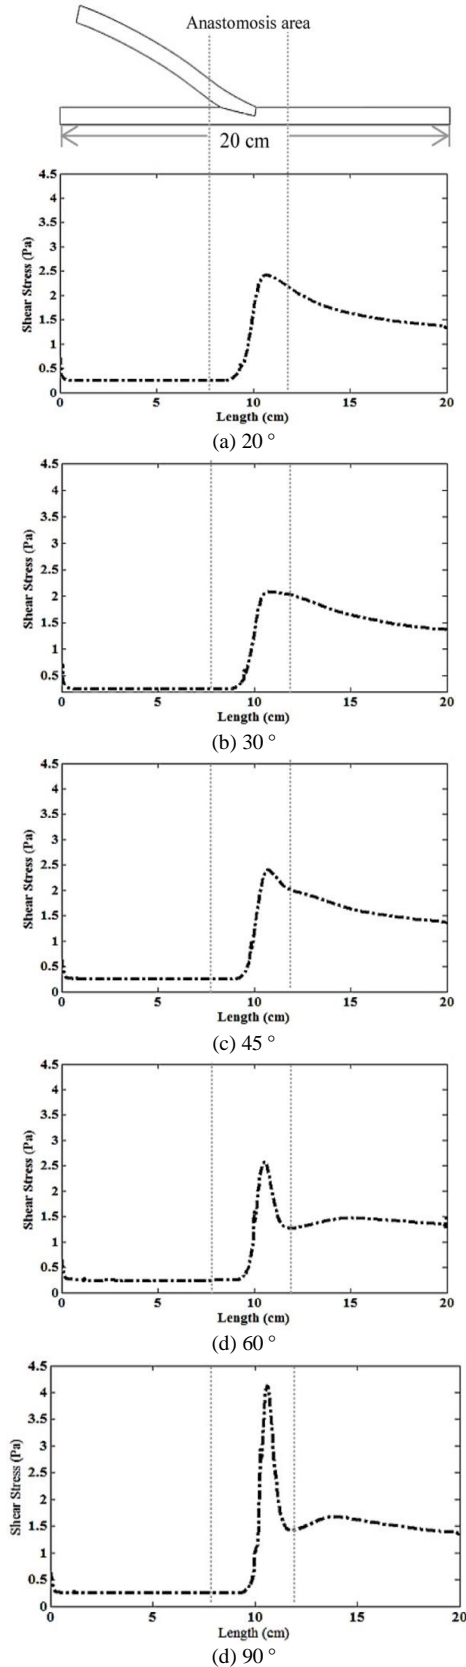 Anastomosis area
20 cm
4.5
4
3.5
3
2.5
2
1.5
1
0.5
0
Shear Stress (Pa)
0 5 10 15 20
Length (cm)
(a) 20 °
4.5
4
3.5
3
2.5
2
1.5
1
0.5
Shear Stress (Pa)
0 5 10 15 20
Length (cm)
(b) 30 °
4.5
4
3.5
3
2.5
2
1.5
1
0.5
0
Shear Stress (Pa)
0 5 10 15 20
Length (cm)
(c) 45 °
4.5
4
3.5
3
2.5
2
1.5
1
0.5
0
Shear Stress (Pa)
0 5 10 15 20
Length (cm)
(d) 60 °
4.5
4
3.5
3
2.5
2
1.5
1
0.5
0
Shear Stress (Pa)
0 5 10 15 20
Length (cm)
(d) 90 °